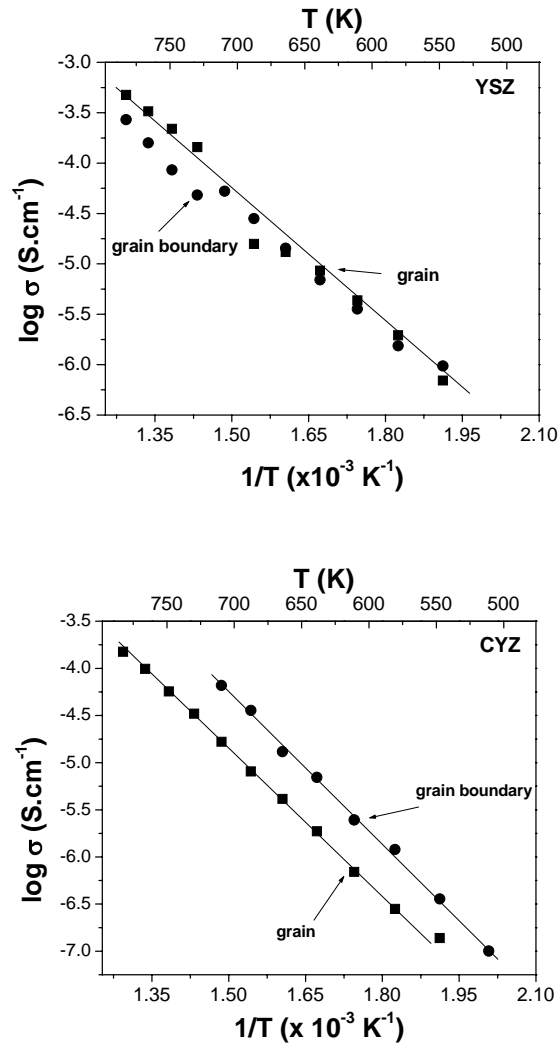 T (K)
750 700 650 600 550 500
YSZ
-3.0
-3.5
-4.0
-4.5
-5.0
-5.5
-6.0
-6.5
log σ (S.cm⁻¹)
grain boundary
grain
1.35 1.50 1.65 1.80 1.95 2.10
1/T (x10⁻³ K⁻¹)
T (K)
750 700 650 600 550 500
CYZ
-3.5
-4.0
-4.5
-5.0
-5.5
-6.0
-6.5
-7.0
log σ (S.cm⁻¹)
grain boundary
grain
1.35 1.50 1.65 1.80 1.95 2.10
1/T (x 10⁻³ K⁻¹)